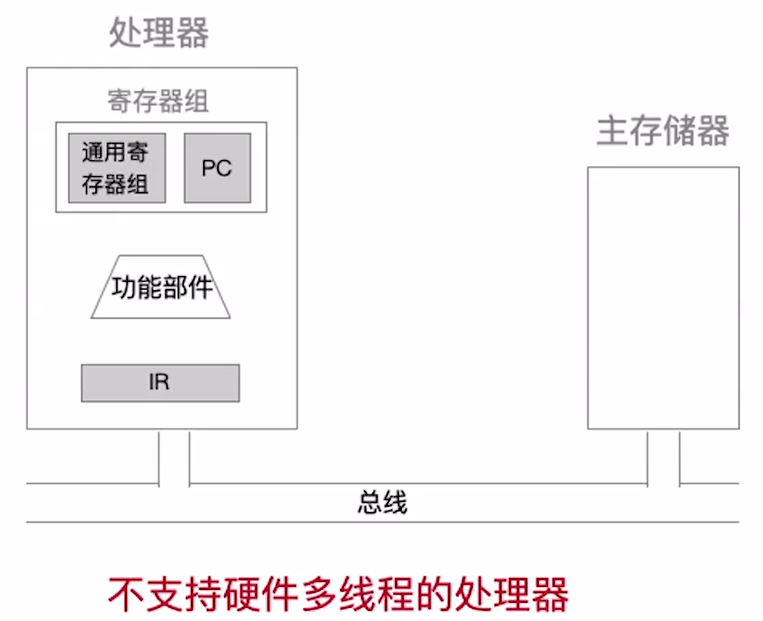 处理器
寄存器组
通用寄
存器组
PC
主存储器
功能部件
IR
总线
不支持硬件多线程的处理器